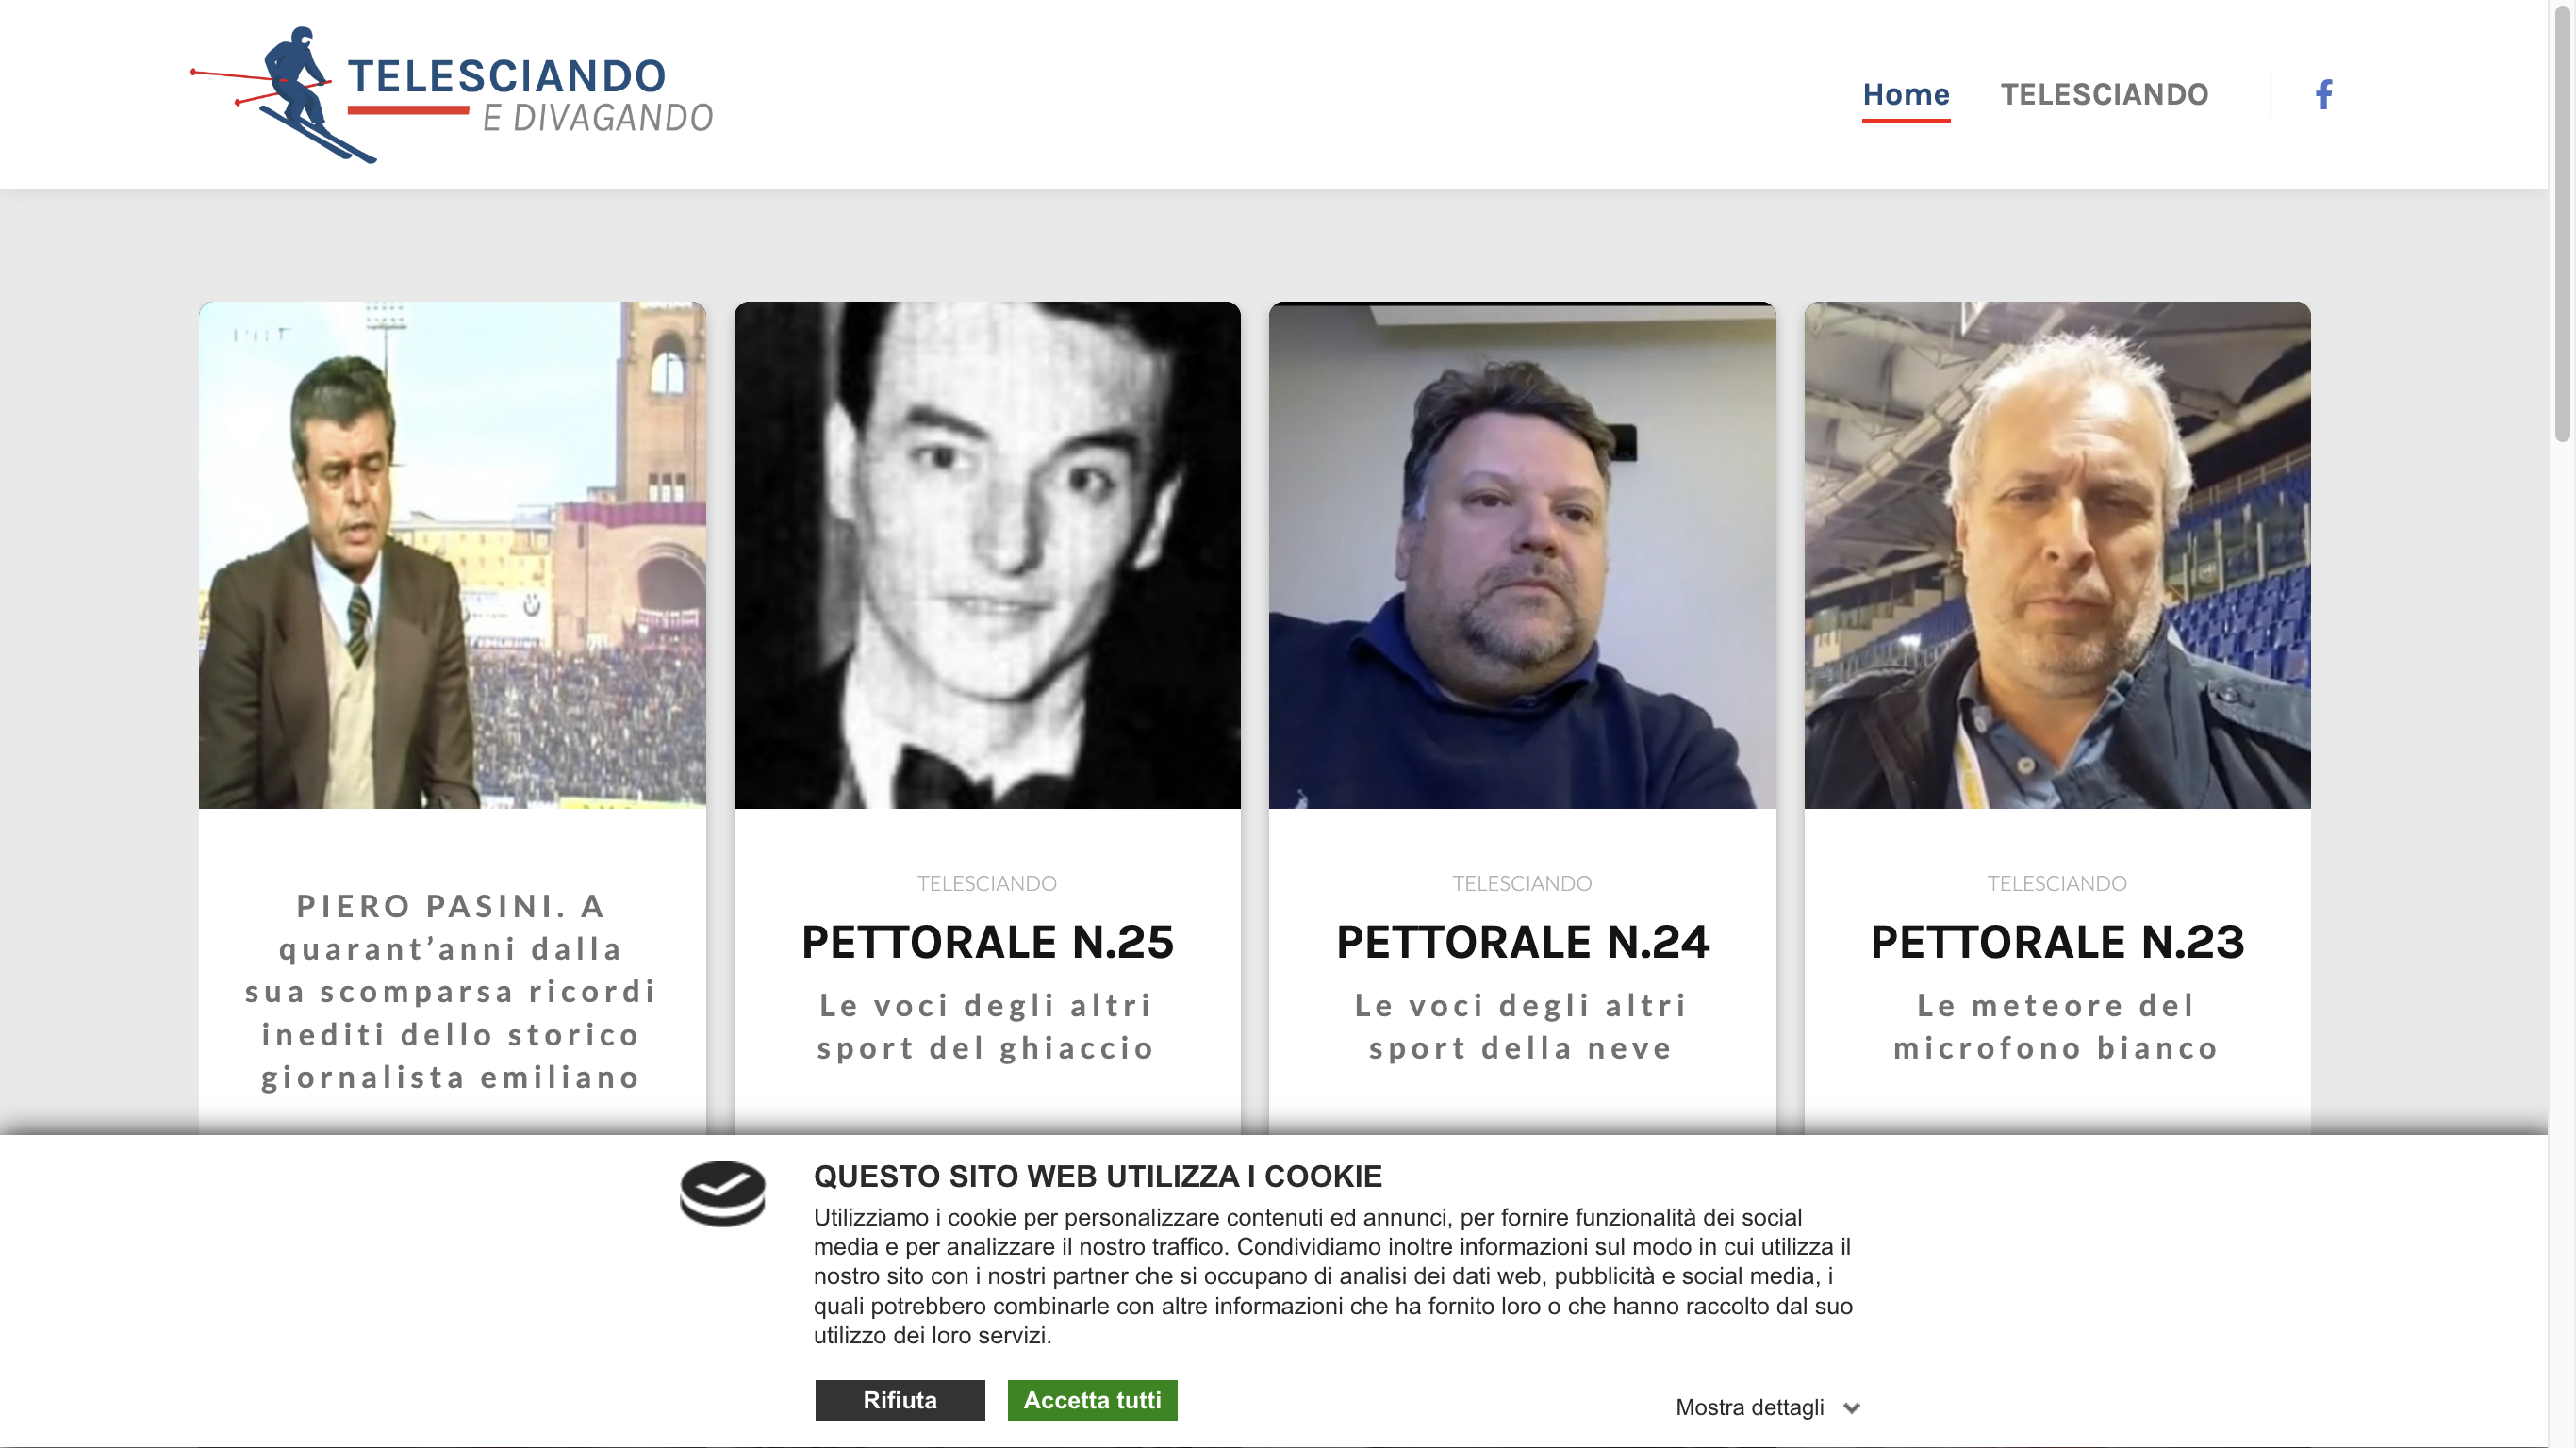 TELESCIANDO
E DIVAGANDO
Home
TELESCIANDO
PIERO PASINI. A
quarant’anni dalla
sua scomparsa ricordi
inediti dello storico
giornalista emiliano
TELESCIANDO
PETTORALE N.25
Le voci degli altri
sport del ghiaccio
TELESCIANDO
PETTORALE N.24
Le voci degli altri
sport della neve
TELESCIANDO
PETTORALE N.23
Le meteore del
microfono bianco
QUESTO SITO WEB UTILIZZA I COOKIE
Utilizziamo i cookie per personalizzare contenuti ed annunci, per fornire funzionalità dei social
media e per analizzare il nostro traffico. Condividiamo inoltre informazioni sul modo in cui utilizza il
nostro sito con i nostri partner che si occupano di analisi dei dati web, pubblicità e social media, i
quali potrebbero combinarle con altre informazioni che ha fornito loro o che hanno raccolto dal suo
utilizzo dei loro servizi.
Rifiuta
Accetta tutti
Mostra dettagli